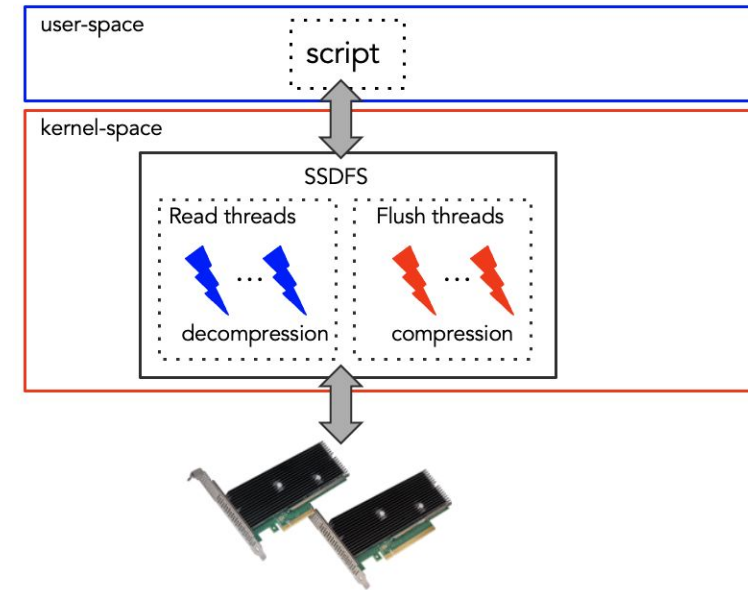 user-space
script
kernel-space
SSDFS
Read threads
Flush threads
...
...
decompression
compression